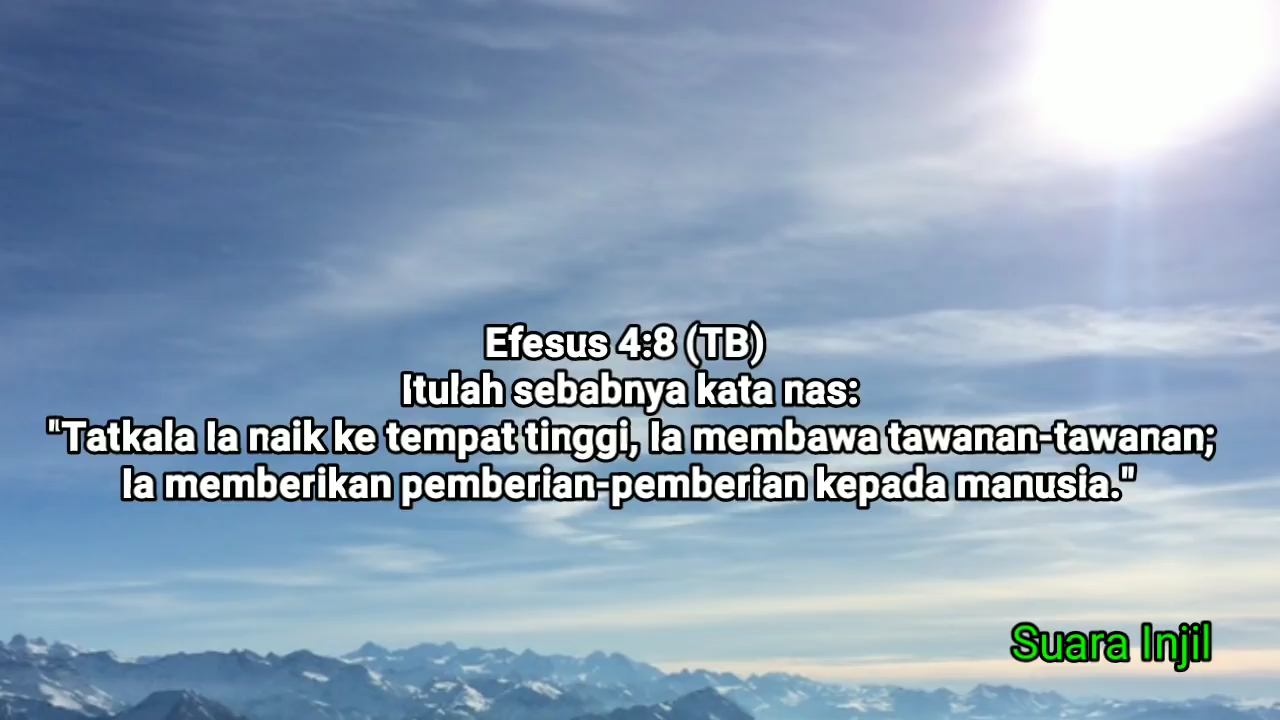 Efesus 4:8 (TB)
Itulah sebabnya kata nas:
"Tatkala Ia naik ke tempat tinggi, Ia membawa tawanan-tawanan;
Ia memberikan pemberian-pemberian kepada manusia."
Suara Injil